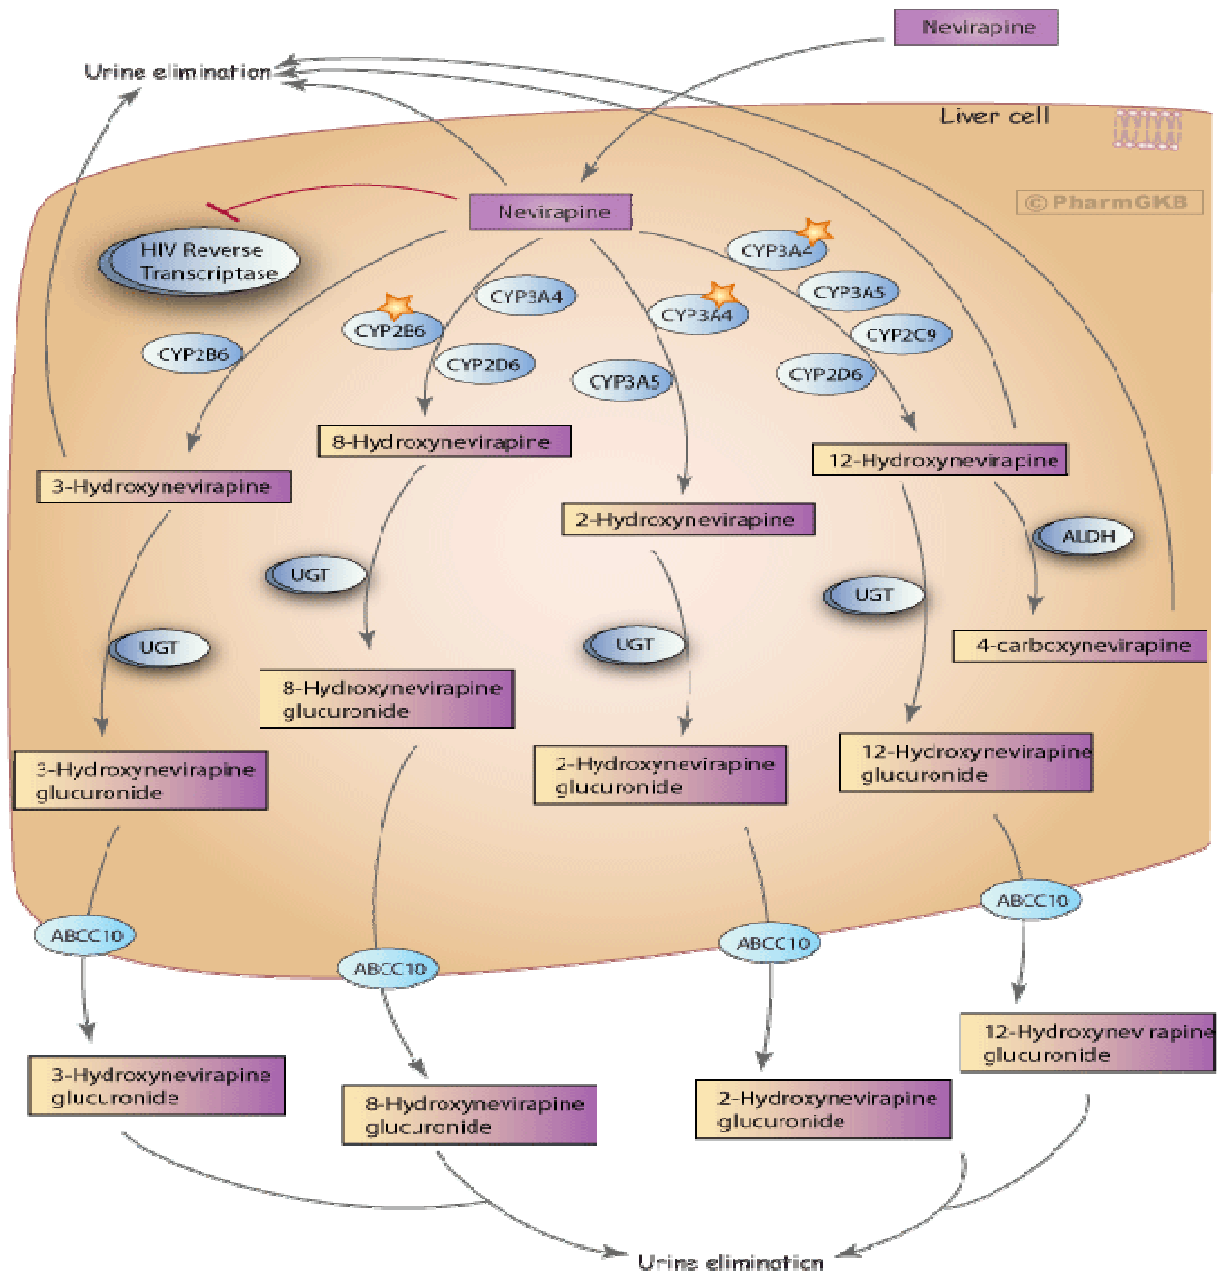 Nevirapine
Urine elimination
Liver cell
© PharmGKB
Nevirapine
HIV Reverse
Transcriptase
CYP3A4
CYP3A5
CYP2C9
CYP2D6
CYP3A4
CYP2B6
CYP3A4
CYP2B6
CYP2D6
CYP3A5
8-Hydroxynevirapine
12-Hydroxynevirapine
3-Hydroxynevirapine
2-Hydroxynevirapine
ALDH
UGT
UGT
UGT
UGT
4-carboxynevirapine
8-Hydroxynevirapine
glucuronide
12-Hydroxynevirapine
glucuronide
3-Hydroxynevirapine
glucuronide
2-Hydroxynevirapine
glucuronide
ABCC10
ABCC10
ABCC10
ABCC10
12-Hydroxynevirapine
glucuronide
3-Hydroxynevirapine
glucuronide
8-Hydroxynevirapine
glucuronide
2-Hydroxynevirapine
glucuronide
Urine elimination